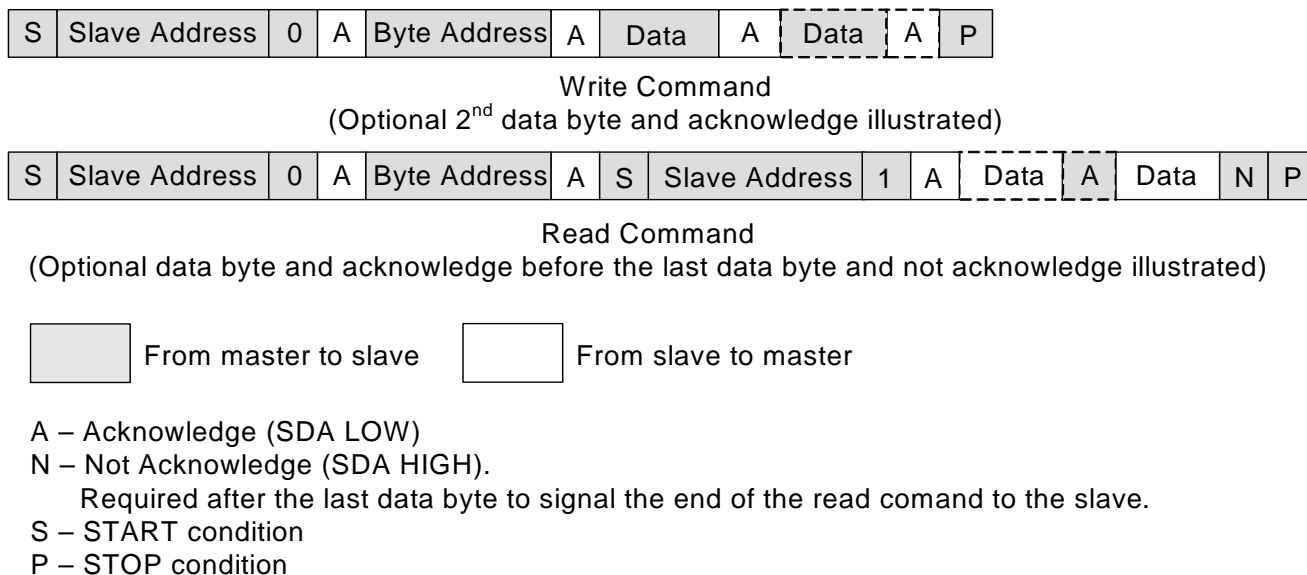 S Slave Address 0 A Byte Address A Data A Data A P
Write Command
(Optional 2nd data byte and acknowledge illustrated)
S Slave Address 0 A Byte Address A S Slave Address 1 A Data A Data N P
Read Command
(Optional data byte and acknowledge before the last data byte and not acknowledge illustrated)
From master to slave From slave to master
A – Acknowledge (SDA LOW)
N – Not Acknowledge (SDA HIGH).
Required after the last data byte to signal the end of the read comand to the slave.
S – START condition
P – STOP condition